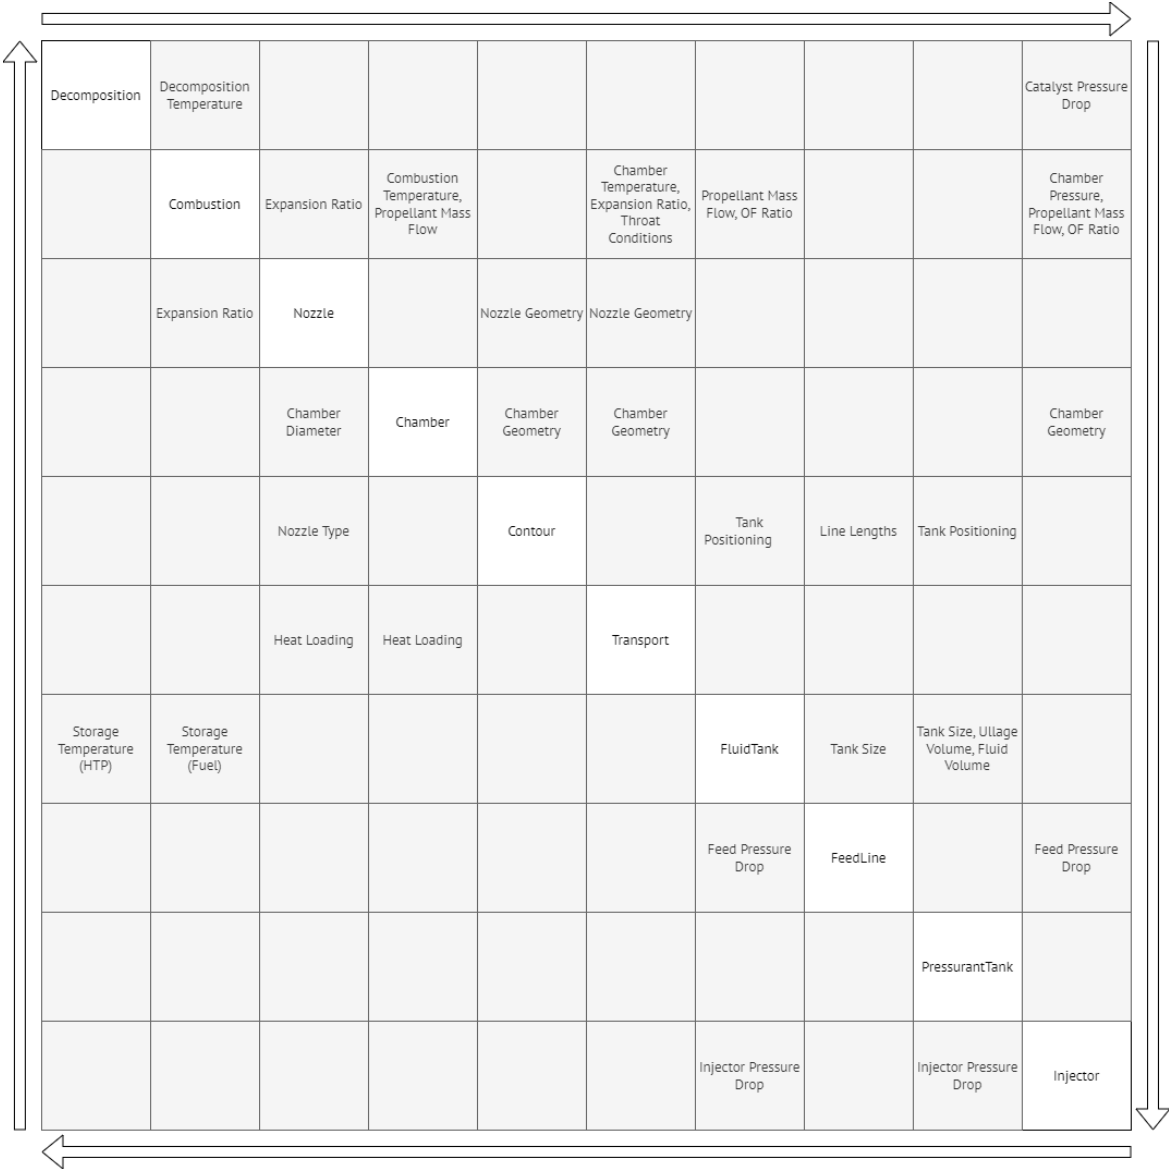 Decomposition
Decomposition
Temperature
Catalyst Pressure
Drop
Combustion
Expansion Ratio
Combustion
Temperature,
Propellant Mass
Flow
Chamber
Temperature,
Expansion Ratio,
Throat
Conditions
Propellant Mass
Flow, OF Ratio
Chamber
Pressure,
Propellant Mass
Flow, OF Ratio
Expansion Ratio
Nozzle
Nozzle Geometry
Nozzle Geometry
Chamber
Diameter
Chamber
Chamber
Geometry
Chamber
Geometry
Chamber
Geometry
Nozzle Type
Contour
Tank
Positioning
Line Lengths
Tank Positioning
Heat Loading
Heat Loading
Transport
Storage
Temperature
(HTP)
Storage
Temperature
(Fuel)
FluidTank
Tank Size
Tank Size, Ullage
Volume, Fluid
Volume
Feed Pressure
Drop
FeedLine
Feed Pressure
Drop
PressurantTank
Injector Pressure
Drop
Injector Pressure
Drop
Injector